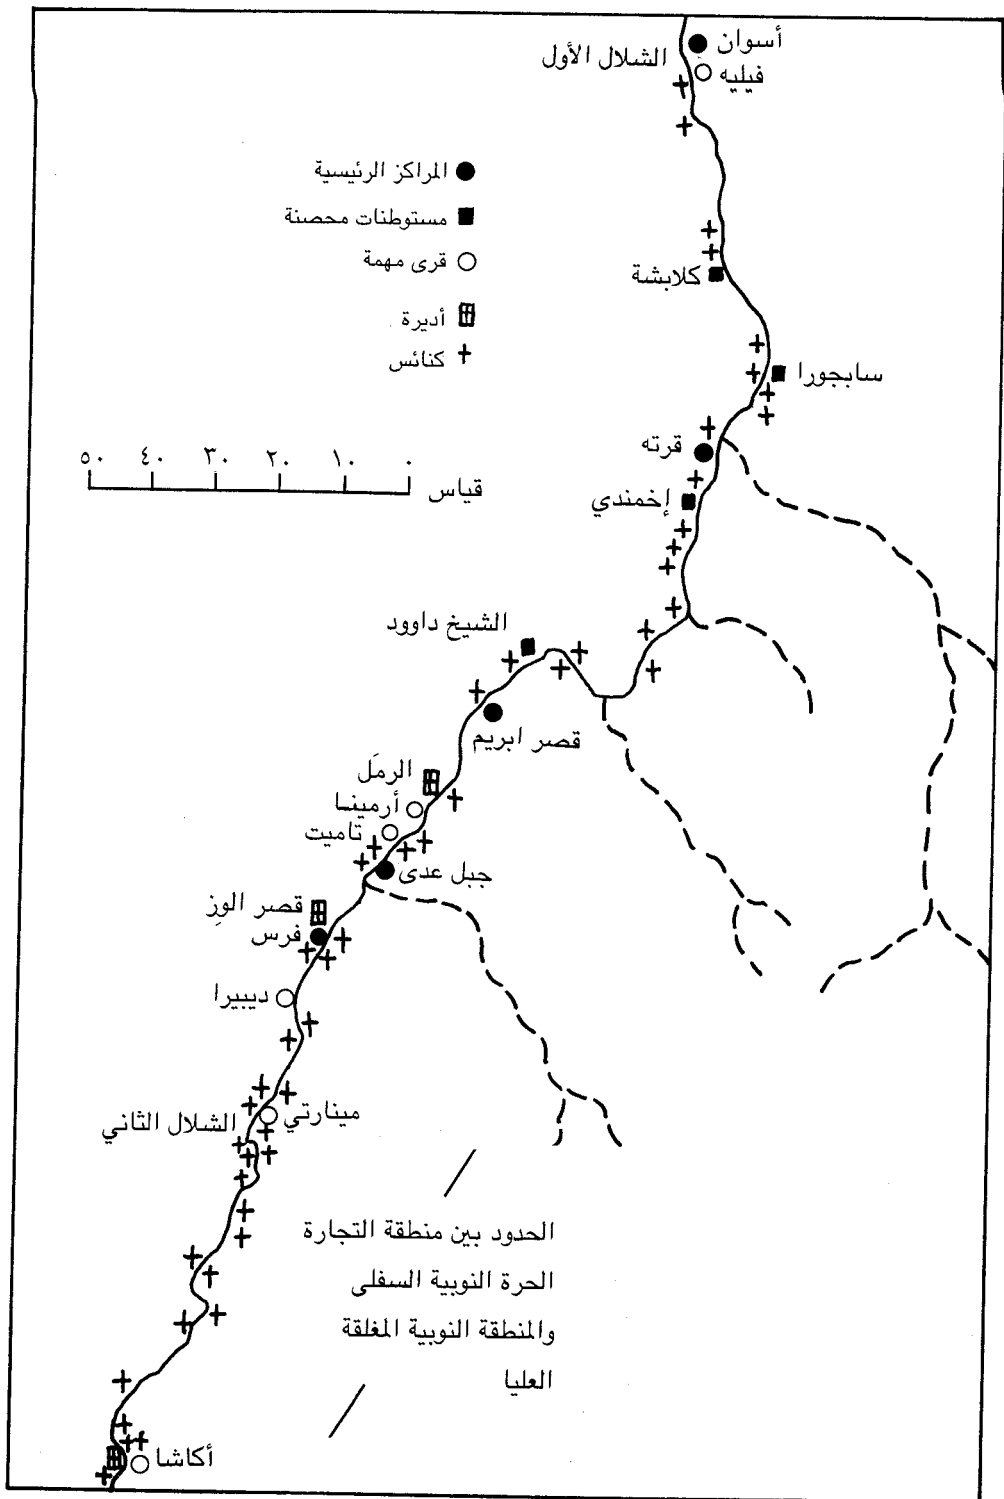 أسوان
الشلال الأول
فيليه
المراكز الرئيسية
مستوطنات محصنة
قرى مهمة
أديرة
كنائس
كلابشة
سابجورا
قرته
٥٠ ٤٠ ٣٠ ٢٠ ١٠ ٠
قياس
إخمندي
الشيخ داوود
قصر ابريم
الرمَل
أرمينا
تاميت
جبل عدى
قصر الوزِ
فرس
ديبيرا
مينارتي
الشلال الثاني
الحدود بين منطقة التجارة
الحرة النوبية السفلى
والمنطقة النوبية المغلقة
العليا
أكاشا